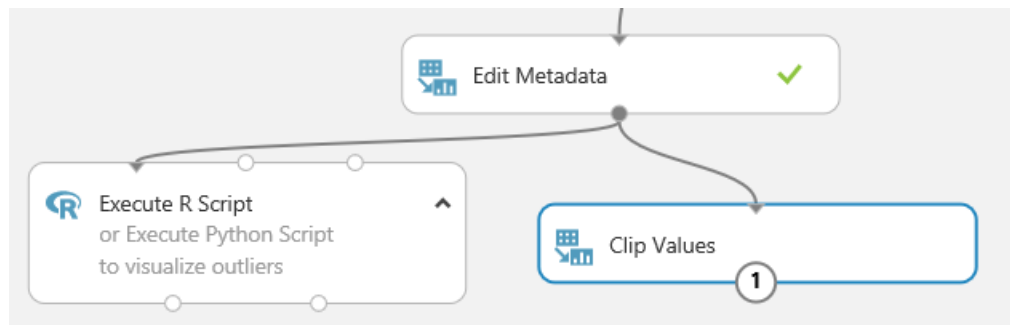 Edit Metadata
R
Execute R Script
or Execute Python Script
to visualize outliers
Clip Values
1